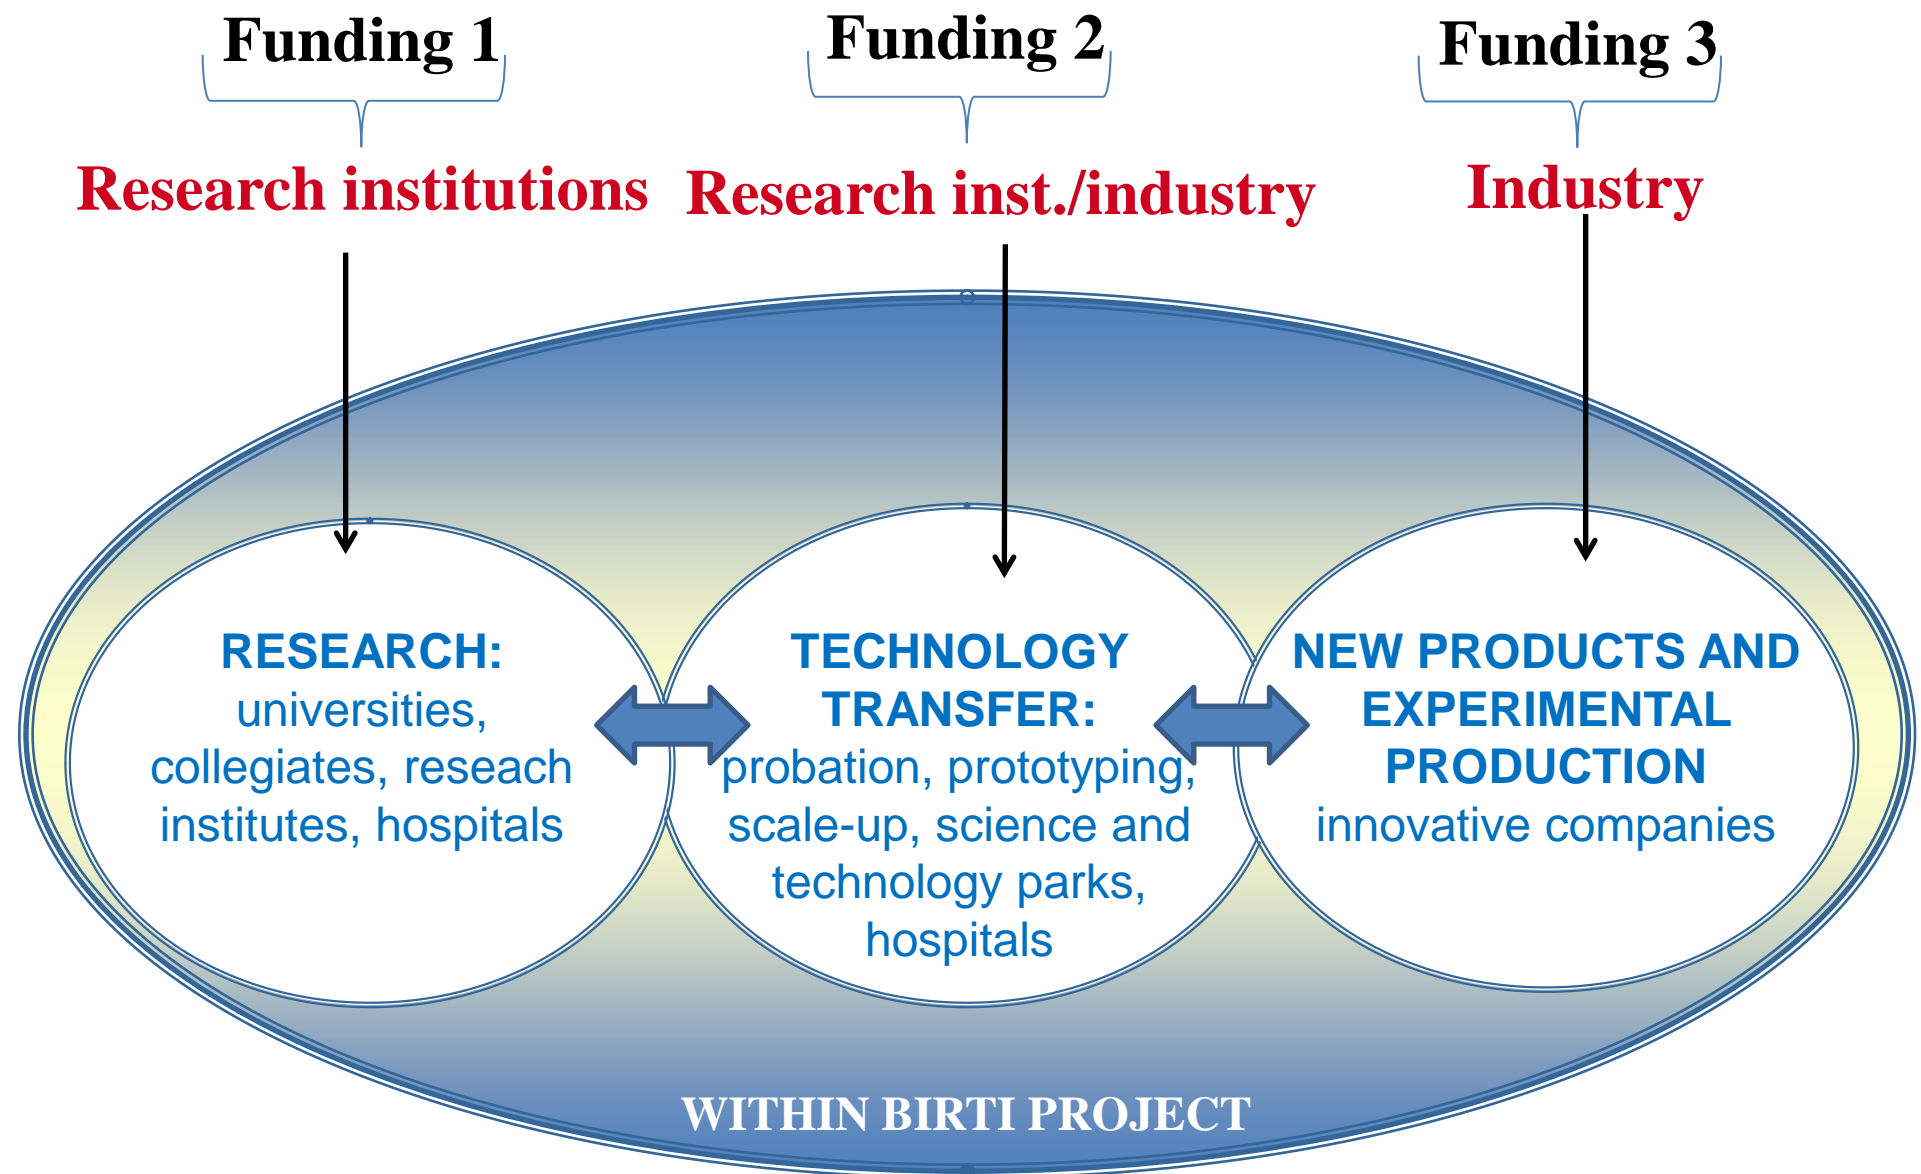 Funding 1
Funding 2
Funding 3
Research institutions
Research inst./industry
Industry
RESEARCH:
universities,
collegiates, reseach
institutes, hospitals
TECHNOLOGY
TRANSFER:
probation, prototyping,
scale-up, science and
technology parks,
hospitals
NEW PRODUCTS AND
EXPERIMENTAL
PRODUCTION
innovative companies
WITHIN BIRTI PROJECT